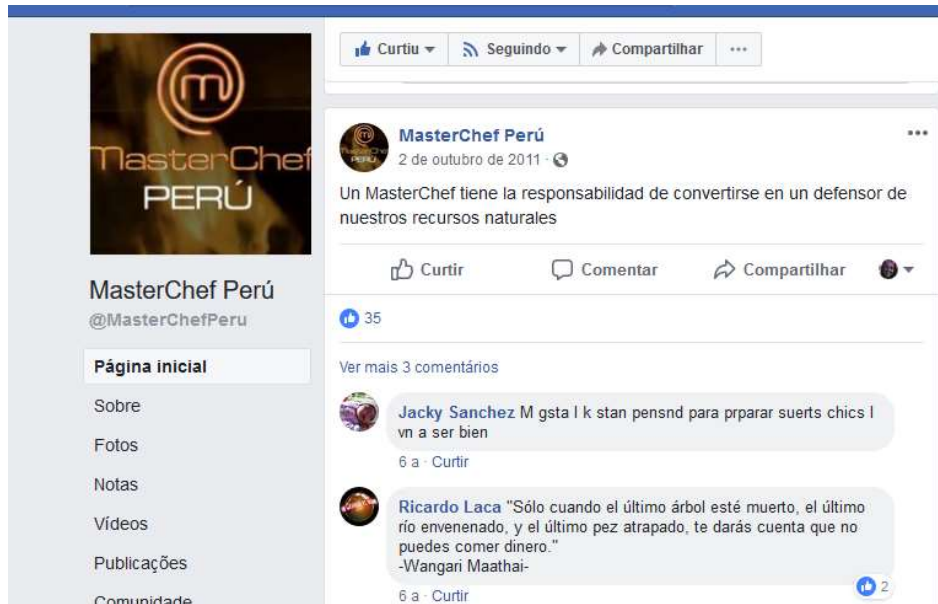 MasterChef
PERÚ
MasterChef Perú
@MasterChefPeru
Página inicial
Sobre
Fotos
Notas
Vídeos
Publicações
Comunidade
Curtiu
Seguindo
Compartilhar
MasterChef Perú
2 de outubro de 2011
Un MasterChef tiene la responsabilidad de convertirse en un defensor de
nuestros recursos naturales
Curtir
Comentar
Compartilhar
35
Ver mais 3 comentários
Jacky Sanchez M gsta l k stan pensnd para prparar suerts chics l
vn a ser bien
6 a · Curtir
Ricardo Laca "Sólo cuando el último árbol esté muerto, el último
río envenenado, y el último pez atrapado, te darás cuenta que no
puedes comer dinero."
-Wangari Maathai-
2
6 a · Curtir